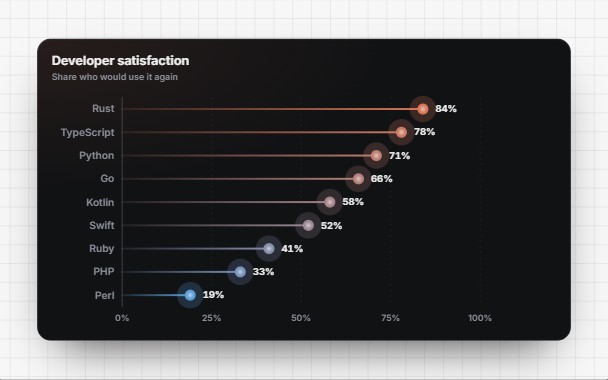 Developer satisfaction
Share who would use it again
Rust 84%
TypeScript 78%
Python 71%
Go 66%
Kotlin 58%
Swift 52%
Ruby 41%
PHP 33%
Perl 19%
0% 25% 50% 75% 100%